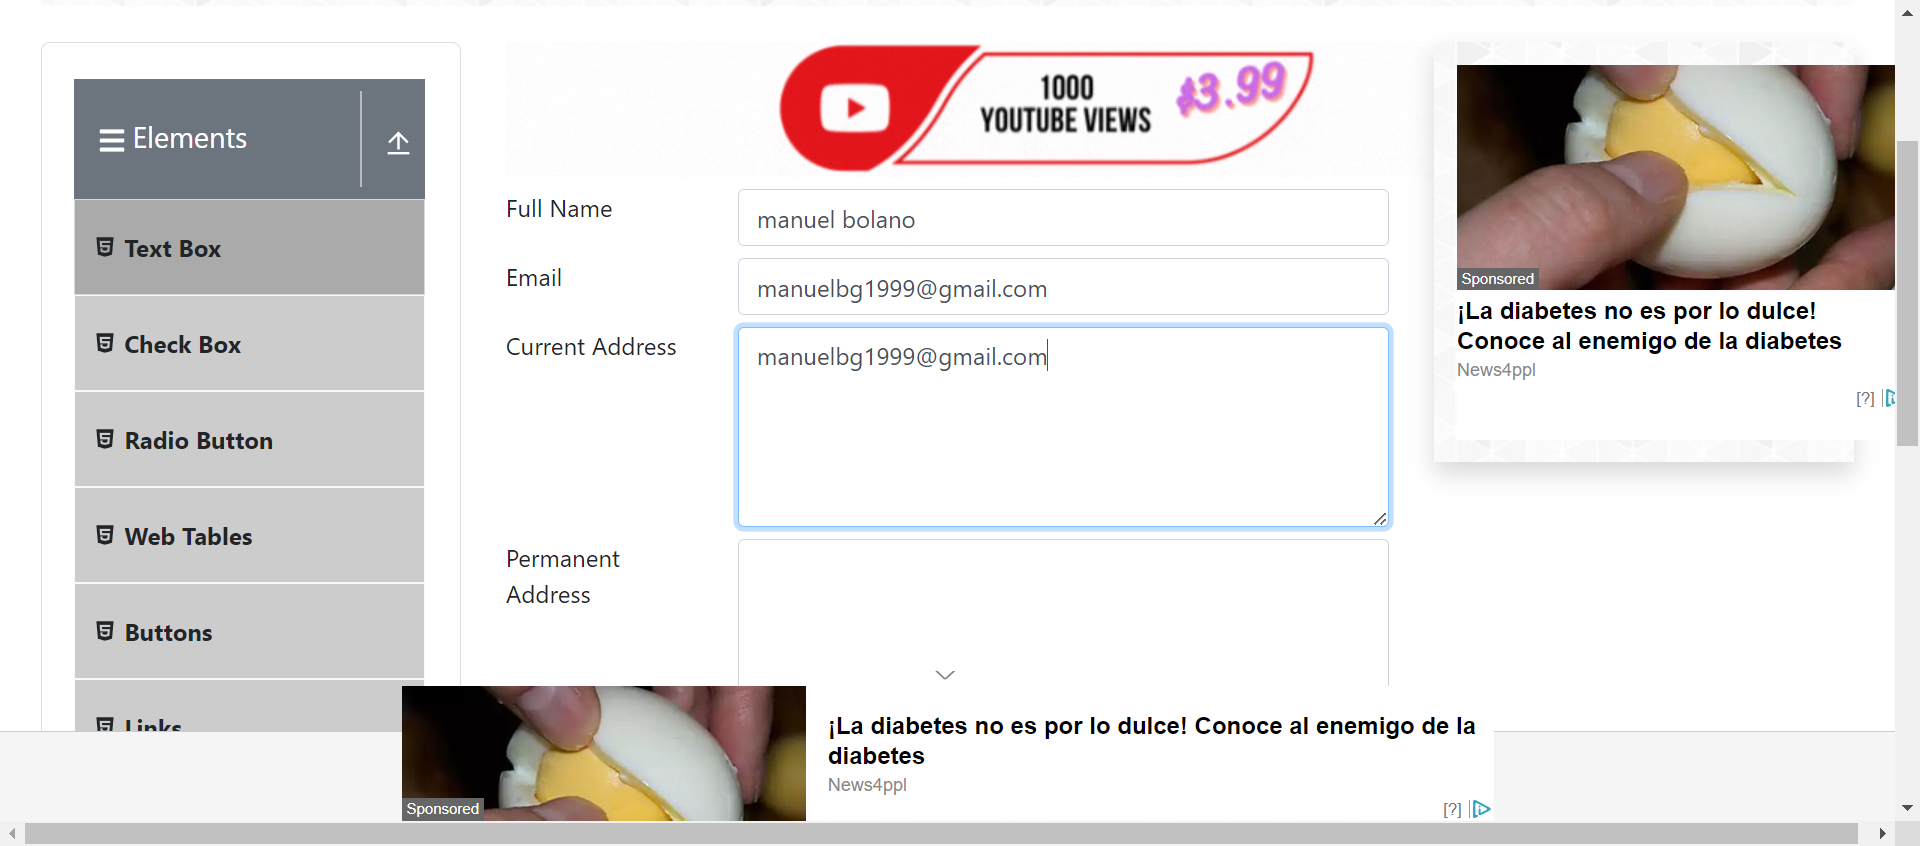 Elements
Text Box
Check Box
Radio Button
Web Tables
Buttons
Links
1000
YOUTUBE VIEWS
$3.99
Full Name
manuel bolano
Email
manuelbg1999@gmail.com
Current Address
manuelbg1999@gmail.com
Permanent
Address
Sponsored
¡La diabetes no es por lo dulce!
Conoce al enemigo de la diabetes
News4ppl
[?]
Sponsored
¡La diabetes no es por lo dulce! Conoce al enemigo de la
diabetes
News4ppl
[?]